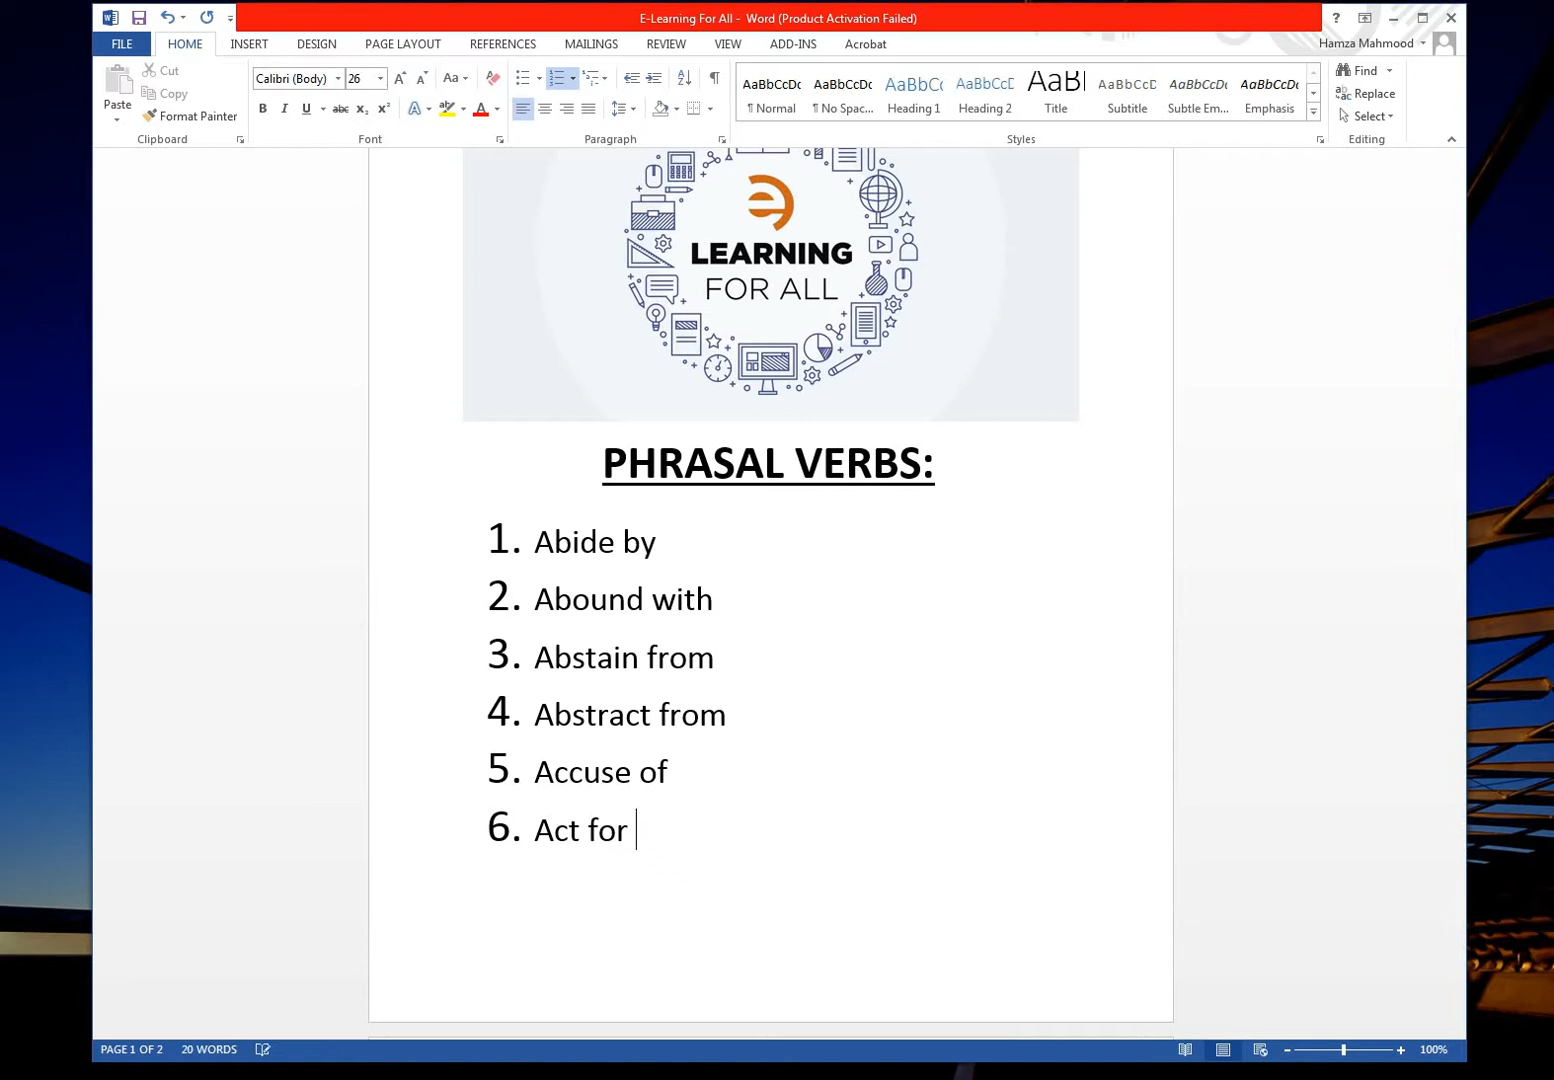 E-Learning For All - Word (Product Activation Failed)
?
FILE HOME INSERT DESIGN PAGE LAYOUT REFERENCES MAILINGS REVIEW VIEW ADD-INS Acrobat
Hamza Mahmood
Paste
Cut
Copy
Format Painter
Clipboard
Calibri (Body) 26
Font
Paragraph
AaBbCcDc AaBbCcDc AaBbCc AaBbCcD AaBl AaBbCcD AaBbCcDc AaBbCcDc
¶ Normal ¶ No Spac... Heading 1 Heading 2 Title Subtitle Subtle Em... Emphasis
Styles
Find
Replace
Select
Editing
LEARNING
FOR ALL
PHRASAL VERBS:
1. Abide by
2. Abound with
3. Abstain from
4. Abstract from
5. Accuse of
6. Act for
PAGE 1 OF 2 20 WORDS
100%